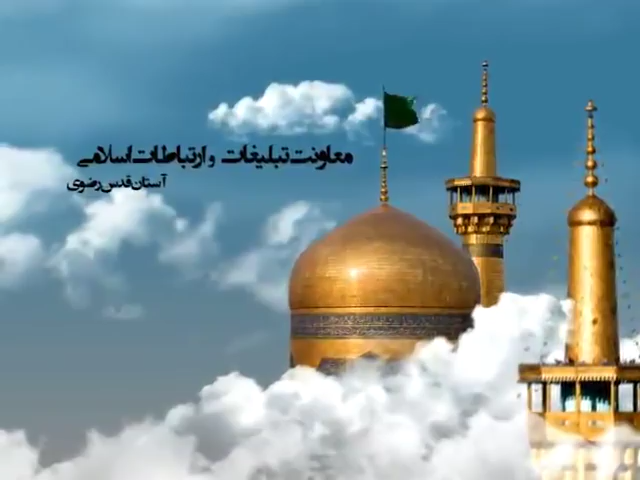 معاونت تبلیغات و ارتباطات اسلامی
آستان قدس رضوی